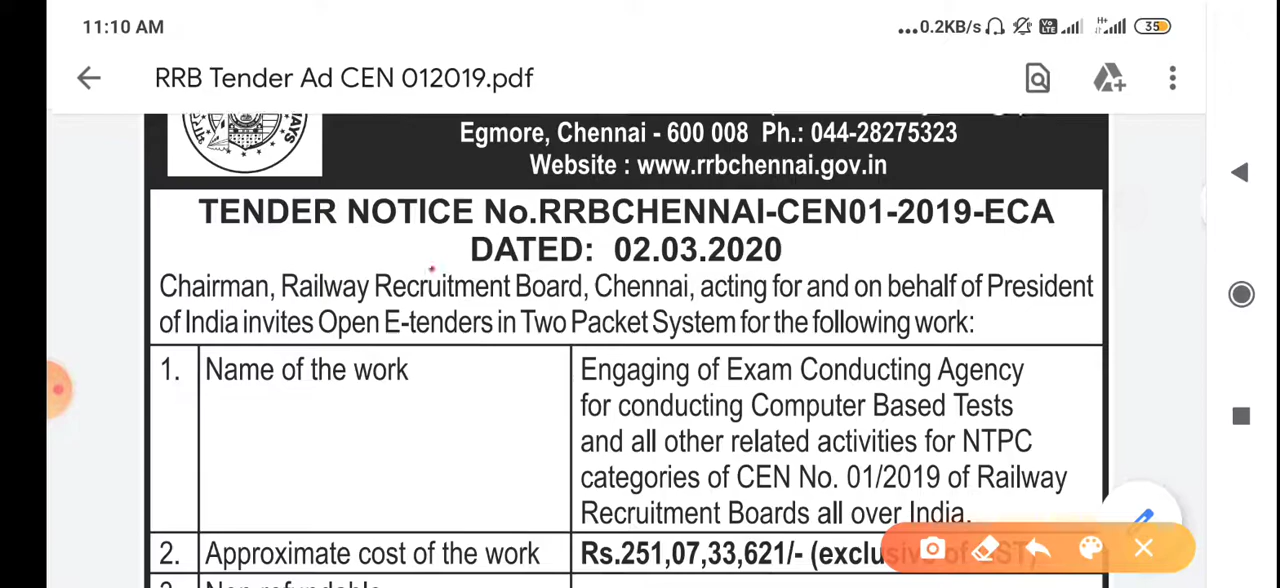 11:10 AM
...0.2KB/s
Vo LTE
H+
35
RRB Tender Ad CEN 012019.pdf
Egmore, Chennai - 600 008 Ph.: 044-28275323
Website : www.rrbchennai.gov.in
TENDER NOTICE No.RRBCHENNAI-CEN01-2019-ECA
DATED: 02.03.2020
Chairman, Railway Recruitment Board, Chennai, acting for and on behalf of President
of India invites Open E-tenders in Two Packet System for the following work:
1. Name of the work
Engaging of Exam Conducting Agency
for conducting Computer Based Tests
and all other related activities for NTPC
categories of CEN No. 01/2019 of Railway
Recruitment Boards all over India.
2. Approximate cost of the work Rs.251,07,33,621/- (exclusive of GST)